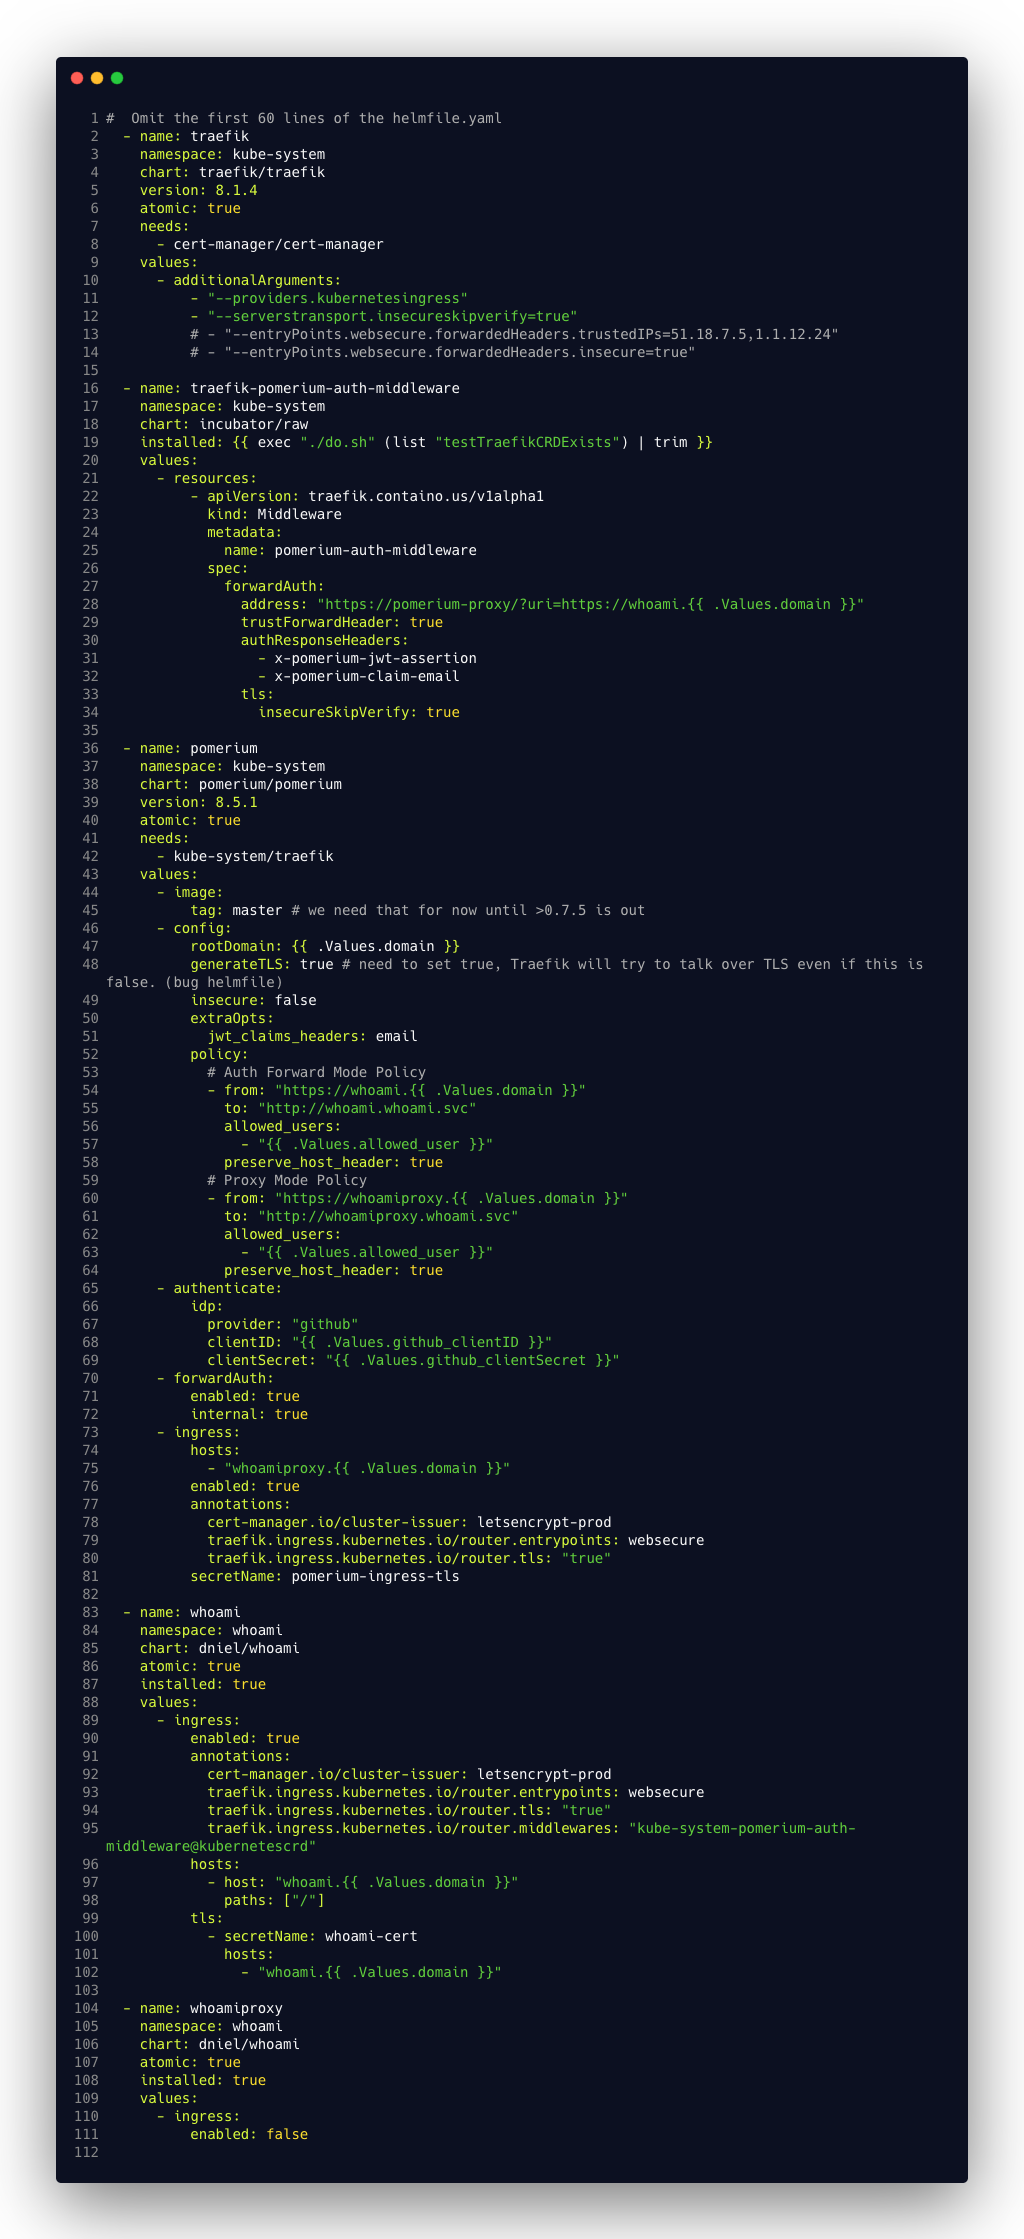 1 #  Omit the first 60 lines of the helmfile.yaml
2   - name: traefik
3     namespace: kube-system
4     chart: traefik/traefik
5     version: 8.1.4
6     atomic: true
7     needs:
8       - cert-manager/cert-manager
9     values:
10       - additionalArguments:
11           - "--providers.kubernetesingress"
12           - "--serverstransport.insecureskipverify=true"
13           # - "--entryPoints.websecure.forwardedHeaders.trustedIPs=51.18.7.5,1.1.12.24"
14           # - "--entryPoints.websecure.forwardedHeaders.insecure=true"
15
16   - name: traefik-pomerium-auth-middleware
17     namespace: kube-system
18     chart: incubator/raw
19     installed: {{ exec "./do.sh" (list "testTraefikCRDExists") | trim }}
20     values:
21       - resources:
22           - apiVersion: traefik.containo.us/v1alpha1
23             kind: Middleware
24             metadata:
25               name: pomerium-auth-middleware
26             spec:
27               forwardAuth:
28                 address: "https://pomerium-proxy/?uri=https://whoami.{{ .Values.domain }}"
29                 trustForwardHeader: true
30                 authResponseHeaders:
31                   - x-pomerium-jwt-assertion
32                   - x-pomerium-claim-email
33                 tls:
34                   insecureSkipVerify: true
35
36   - name: pomerium
37     namespace: kube-system
38     chart: pomerium/pomerium
39     version: 8.5.1
40     atomic: true
41     needs:
42       - kube-system/traefik
43     values:
44       - image:
45           tag: master # we need that for now until >0.7.5 is out
46       - config:
47           rootDomain: {{ .Values.domain }}
48           generateTLS: true # need to set true, Traefik will try to talk over TLS even if this is
false. (bug helmfile)
49           insecure: false
50           extraOpts:
51             jwt_claims_headers: email
52           policy:
53             # Auth Forward Mode Policy
54             - from: "https://whoami.{{ .Values.domain }}"
55               to: "http://whoami.whoami.svc"
56               allowed_users:
57                 - "{{ .Values.allowed_user }}"
58               preserve_host_header: true
59             # Proxy Mode Policy
60             - from: "https://whoamiproxy.{{ .Values.domain }}"
61               to: "http://whoamiproxy.whoami.svc"
62               allowed_users:
63                 - "{{ .Values.allowed_user }}"
64               preserve_host_header: true
65       - authenticate:
66           idp:
67             provider: "github"
68             clientID: "{{ .Values.github_clientID }}"
69             clientSecret: "{{ .Values.github_clientSecret }}"
70       - forwardAuth:
71           enabled: true
72           internal: true
73       - ingress:
74           hosts:
75             - "whoamiproxy.{{ .Values.domain }}"
76           enabled: true
77           annotations:
78             cert-manager.io/cluster-issuer: letsencrypt-prod
79             traefik.ingress.kubernetes.io/router.entrypoints: websecure
80             traefik.ingress.kubernetes.io/router.tls: "true"
81           secretName: pomerium-ingress-tls
82
83   - name: whoami
84     namespace: whoami
85     chart: dniel/whoami
86     atomic: true
87     installed: true
88     values:
89       - ingress:
90           enabled: true
91           annotations:
92             cert-manager.io/cluster-issuer: letsencrypt-prod
93             traefik.ingress.kubernetes.io/router.entrypoints: websecure
94             traefik.ingress.kubernetes.io/router.tls: "true"
95             traefik.ingress.kubernetes.io/router.middlewares: "kube-system-pomerium-auth-
middleware@kubernetescrd"
96           hosts:
97             - host: "whoami.{{ .Values.domain }}"
98               paths: ["/"]
99           tls:
100             - secretName: whoami-cert
101               hosts:
102                 - "whoami.{{ .Values.domain }}"
103
104   - name: whoamiproxy
105     namespace: whoami
106     chart: dniel/whoami
107     atomic: true
108     installed: true
109     values:
110       - ingress:
111           enabled: false
112